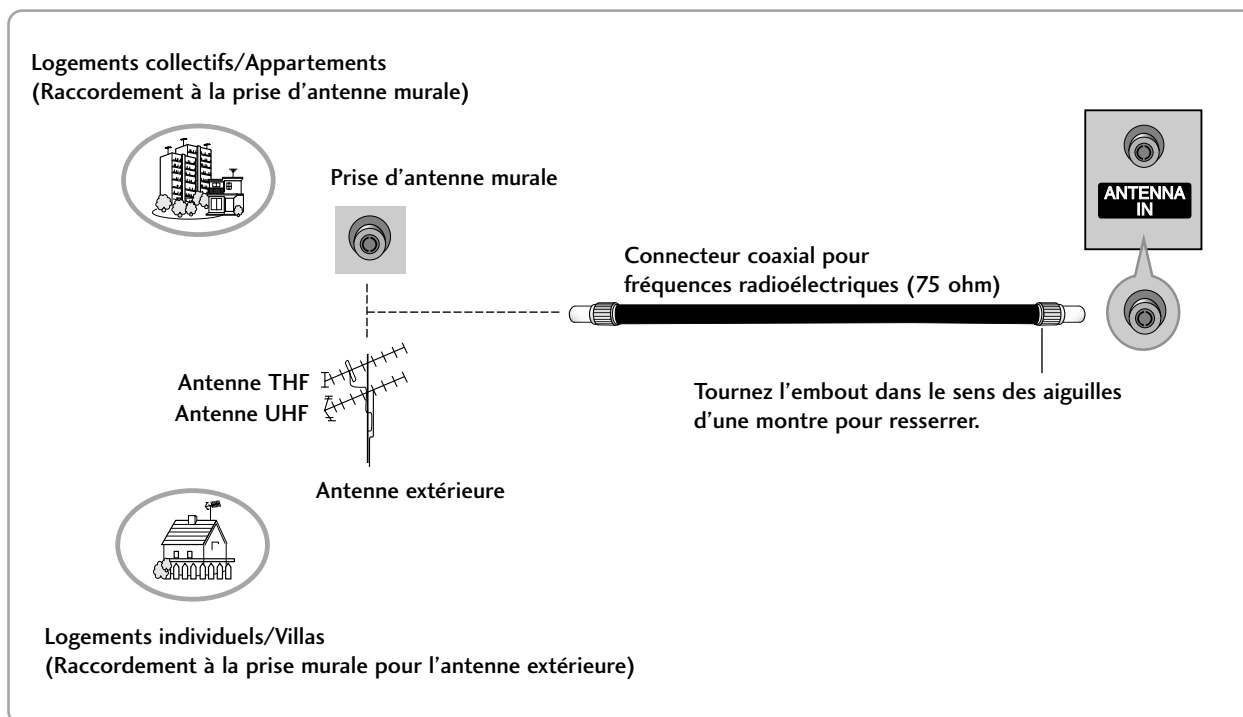 Logements collectifs/Appartements
(Raccordement à la prise d'antenne murale)
Prise d'antenne murale
ANTENNA
IN
Connecteur coaxial pour
fréquences radioélectriques (75 ohm)
Antenne THF
Antenne UHF
Tournez l'embout dans le sens des aiguilles
d'une montre pour resserrer.
Antenne extérieure
Logements individuels/Villas
(Raccordement à la prise murale pour l'antenne extérieure)